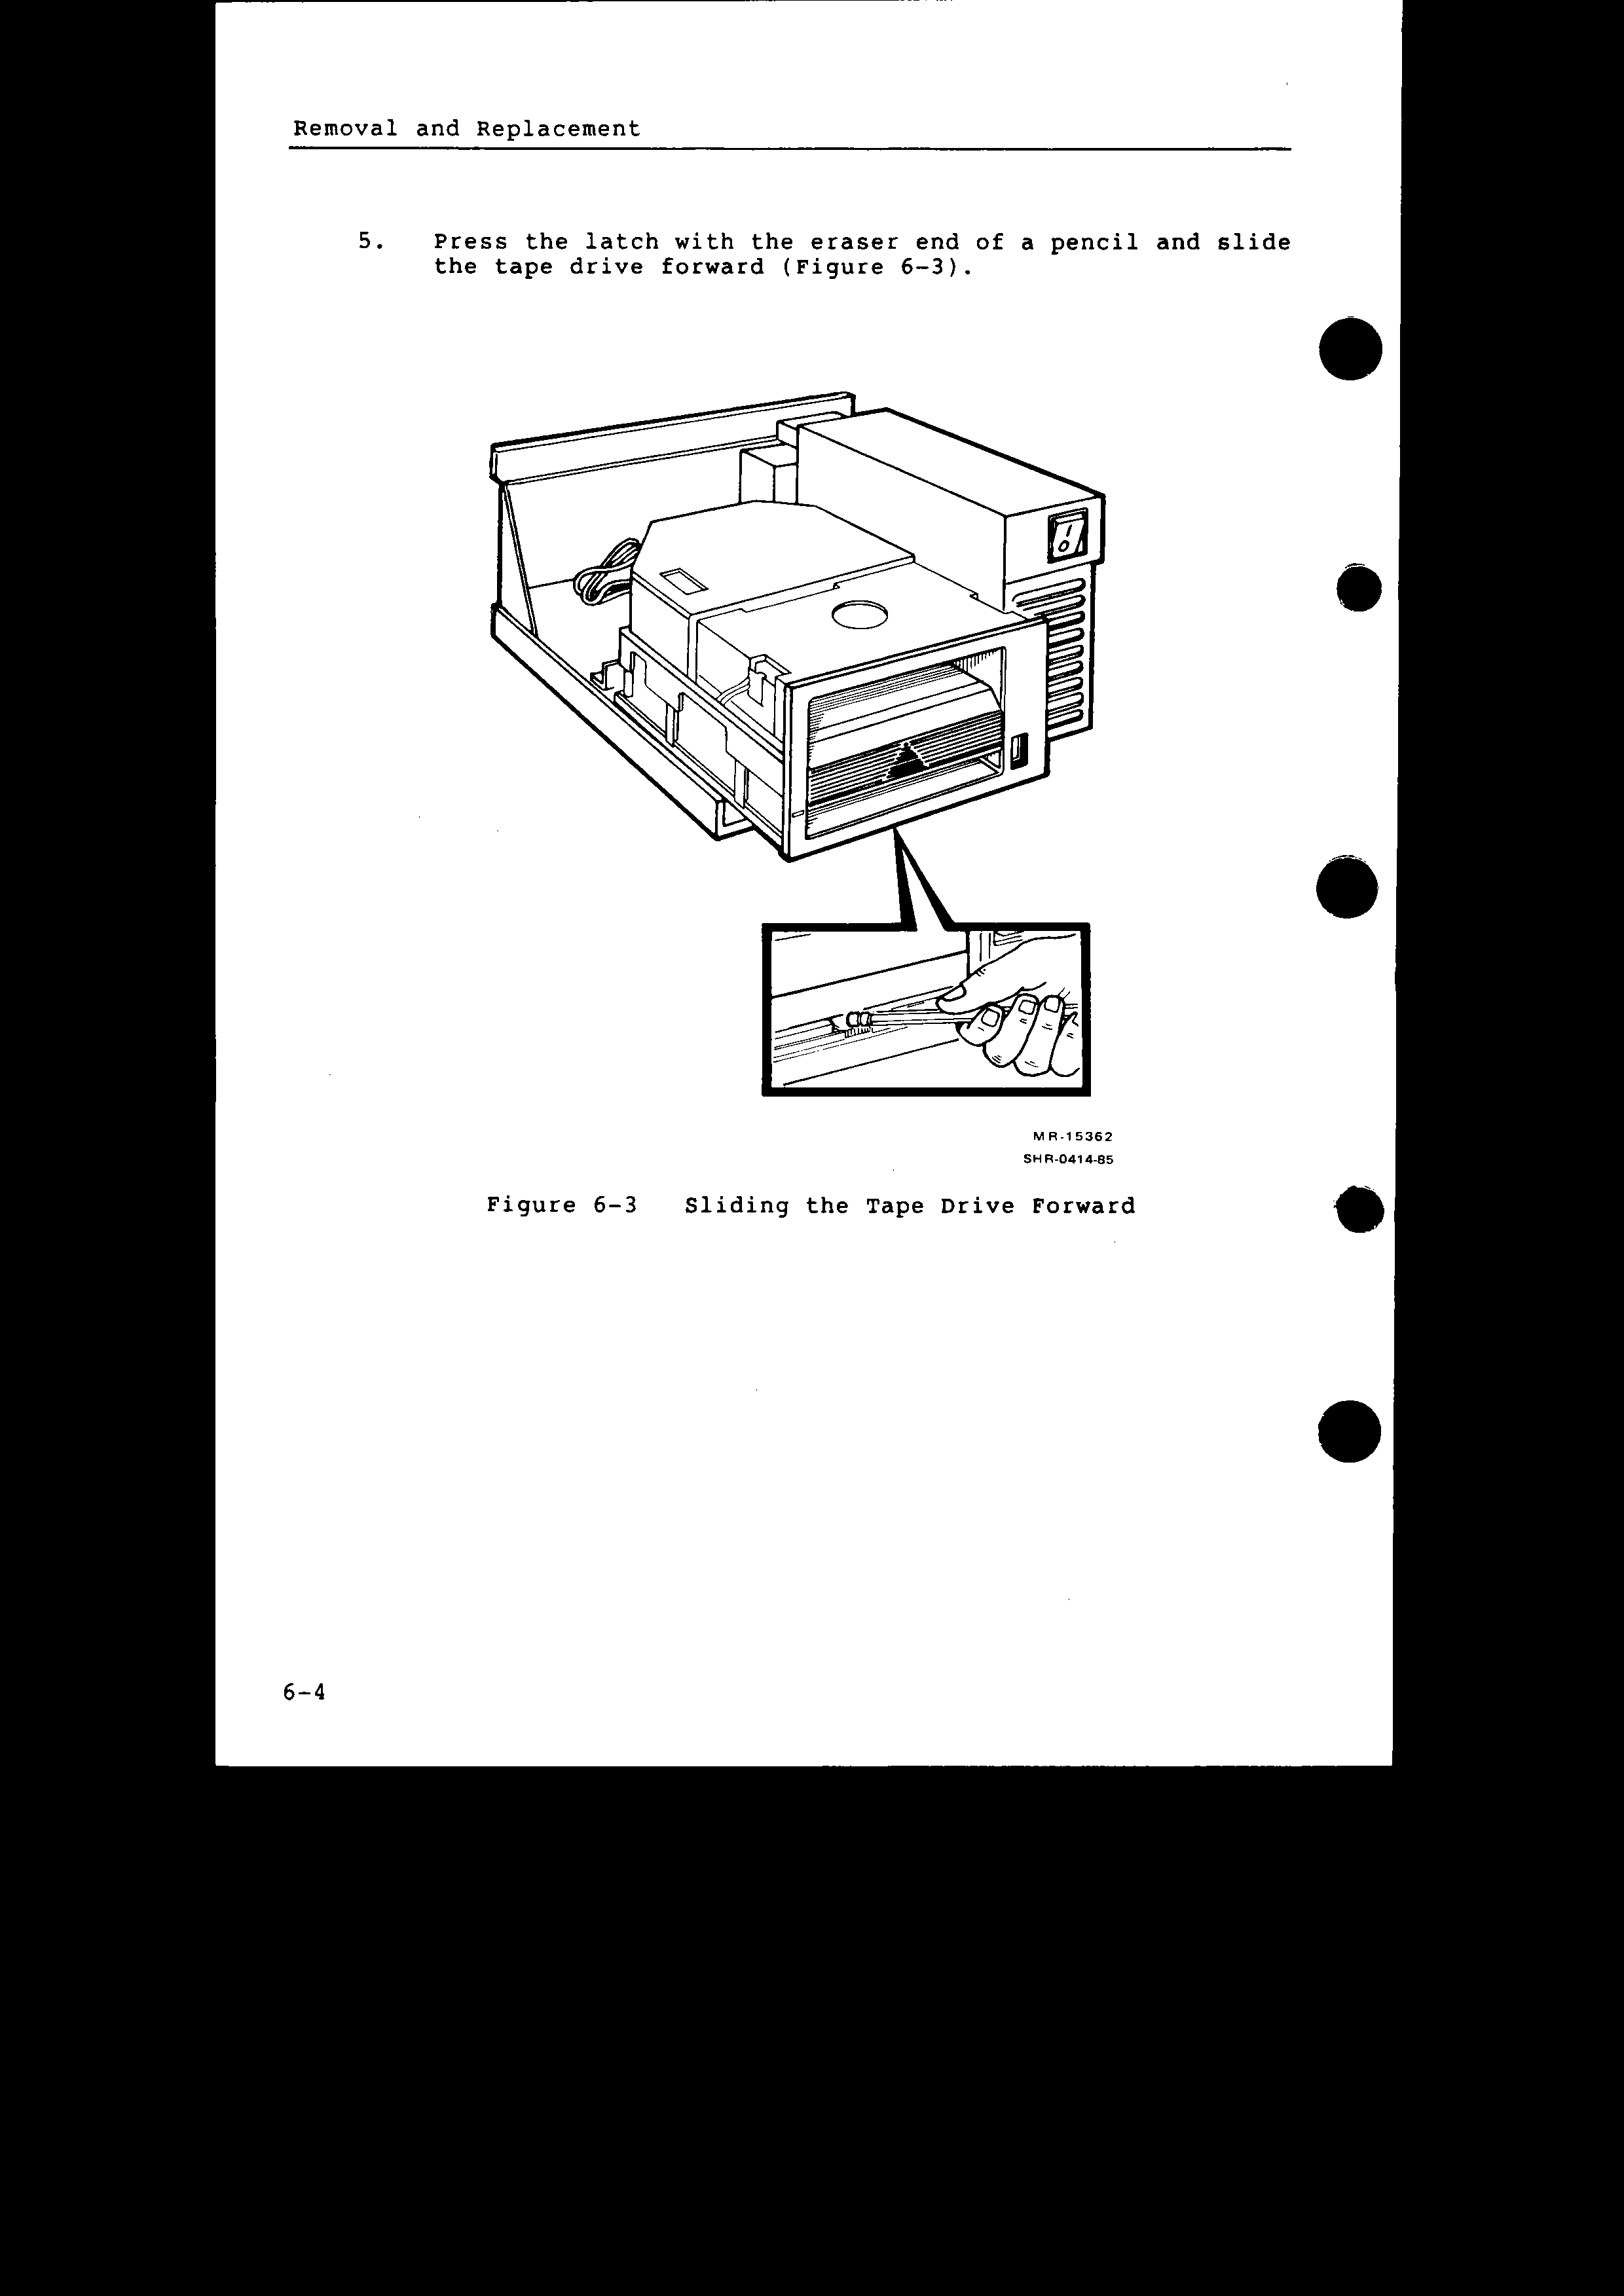 Removal and Replacement
5. Press the latch with the eraser end of a pencil and slide
the tape drive forward (Figure 6-3).
I
O
MR-15362
SHR-0414-85
Figure 6-3 Sliding the Tape Drive Forward
6-4